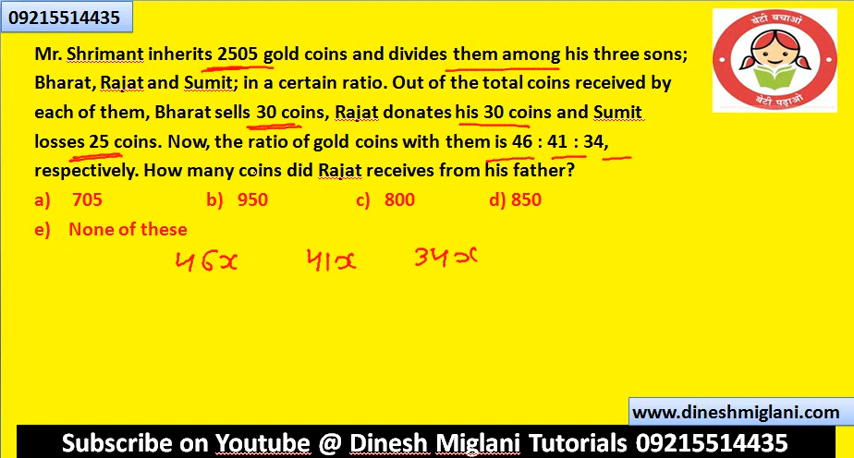 09215514435
Mr. Shrimant inherits 2505 gold coins and divides them among his three sons;
Bharat, Rajat and Sumit; in a certain ratio. Out of the total coins received by
each of them, Bharat sells 30 coins, Rajat donates his 30 coins and Sumit
losses 25 coins. Now, the ratio of gold coins with them is 46 : 41 : 34,
respectively. How many coins did Rajat receives from his father?
a) 705 b) 950 c) 800 d) 850
e) None of these
46x 41x 34x
बेटी बचाओं
बेटी पढ़ाओं
www.dineshmiglani.com
Subscribe on Youtube @ Dinesh Miglani Tutorials 09215514435